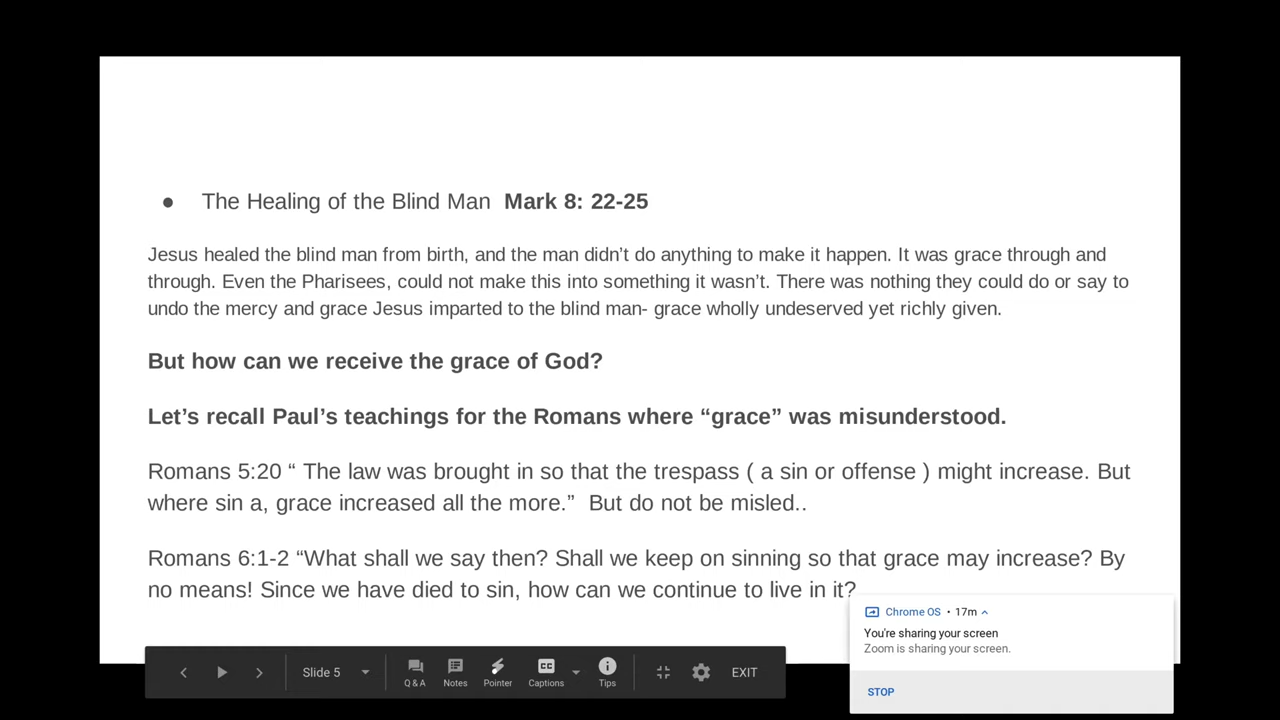 ● The Healing of the Blind Man Mark 8: 22-25
Jesus healed the blind man from birth, and the man didn’t do anything to make it happen. It was grace through and
through. Even the Pharisees, could not make this into something it wasn’t. There was nothing they could do or say to
undo the mercy and grace Jesus imparted to the blind man- grace wholly undeserved yet richly given.
But how can we receive the grace of God?
Let’s recall Paul’s teachings for the Romans where “grace” was misunderstood.
Romans 5:20 “ The law was brought in so that the trespass ( a sin or offense ) might increase. But
where sin a, grace increased all the more.” But do not be misled..
Romans 6:1-2 “What shall we say then? Shall we keep on sinning so that grace may increase? By
no means! Since we have died to sin, how can we continue to live in it?
Chrome OS • 17m
You're sharing your screen
Zoom is sharing your screen.
STOP
Slide 5
Q & A
Notes
Pointer
CC
Captions
Tips
EXIT